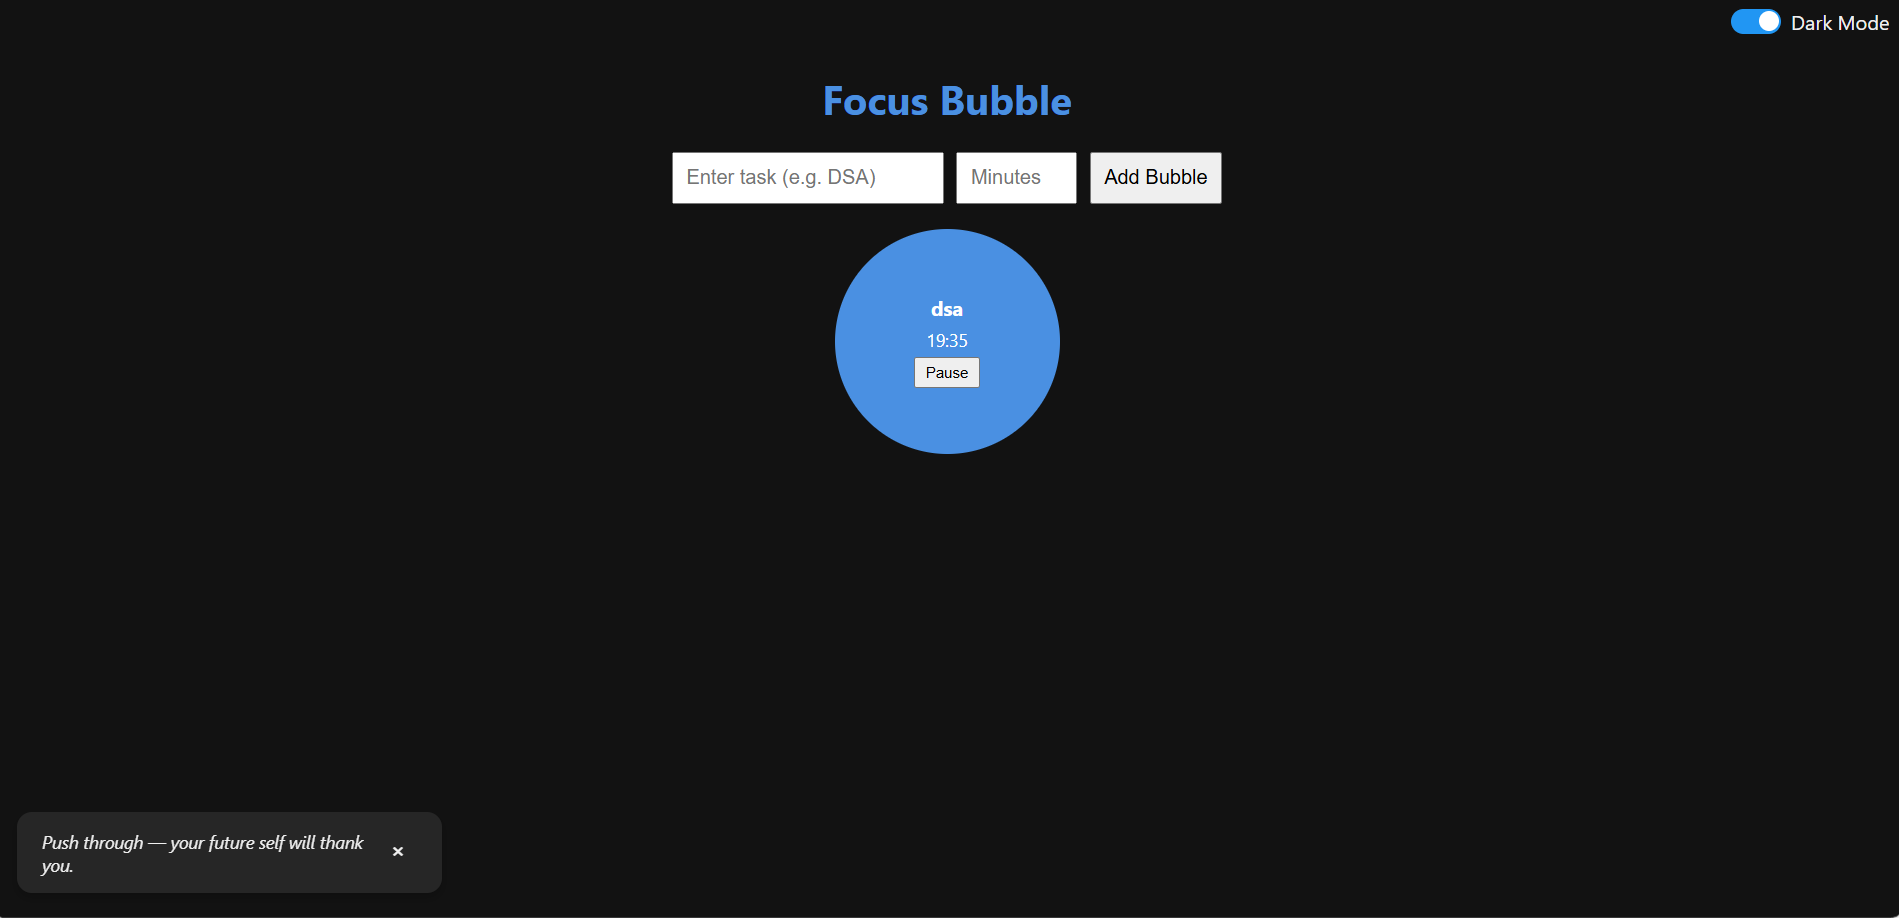 Dark Mode
Focus Bubble
Enter task (e.g. DSA) Minutes Add Bubble
dsa
19:35
Pause
Push through — your future self will thank
you.
×